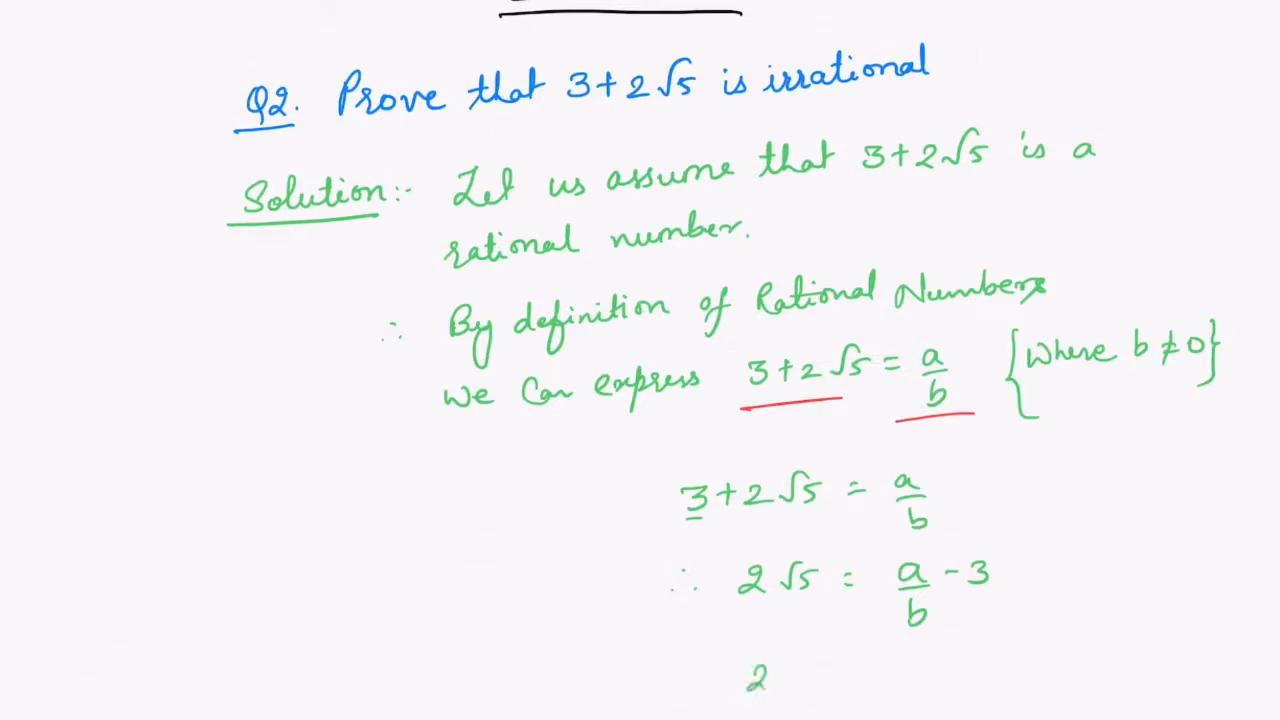 Q2. Prove that 3+2√5 is irrational
Solution:- Let us assume that 3+2√5 is a
rational number.
∴ By definition of Rational Numbers
We Can express 3+2√5 = a/b {Where b≠0}
3+2√5 = a/b
∴ 2√5 = a/b - 3
2